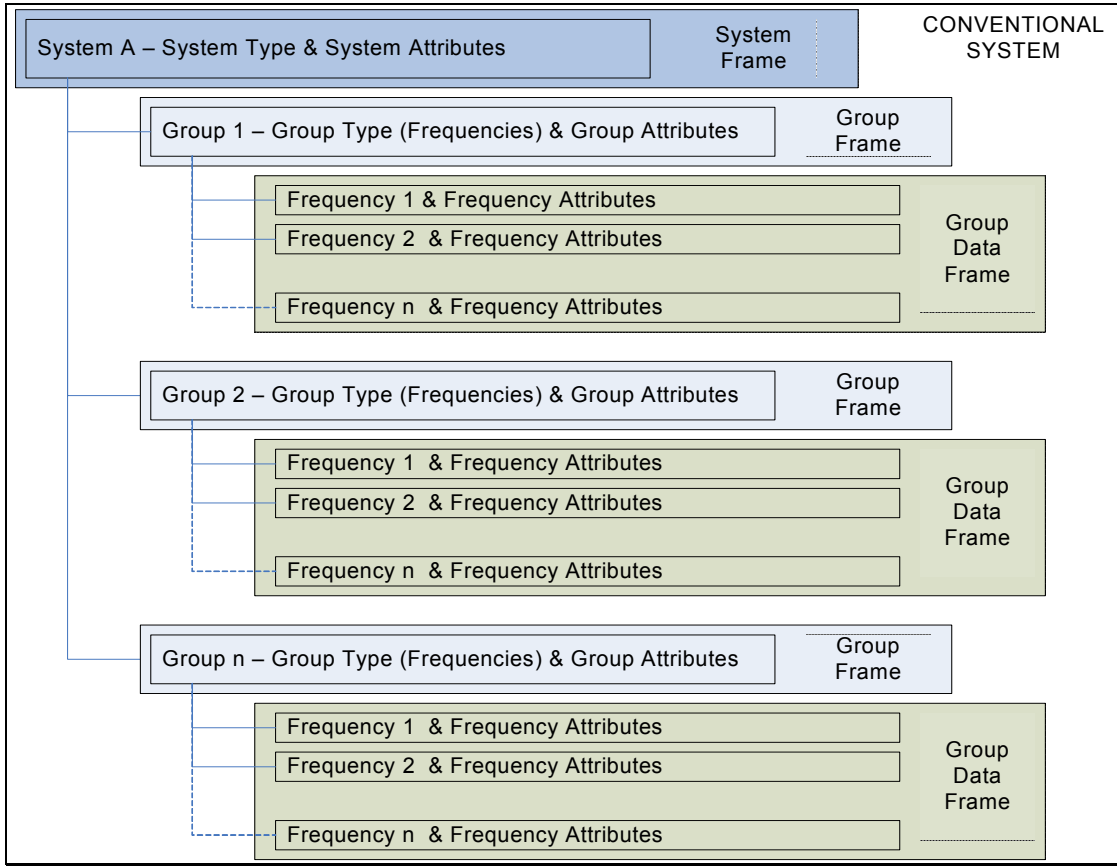 System A – System Type & System Attributes
System
Frame
CONVENTIONAL
SYSTEM
Group 1 – Group Type (Frequencies) & Group Attributes
Group
Frame
Frequency 1 & Frequency Attributes
Frequency 2 & Frequency Attributes
Frequency n & Frequency Attributes
Group
Data
Frame
Group 2 – Group Type (Frequencies) & Group Attributes
Group
Frame
Frequency 1 & Frequency Attributes
Frequency 2 & Frequency Attributes
Frequency n & Frequency Attributes
Group
Data
Frame
Group n – Group Type (Frequencies) & Group Attributes
Group
Frame
Frequency 1 & Frequency Attributes
Frequency 2 & Frequency Attributes
Frequency n & Frequency Attributes
Group
Data
Frame